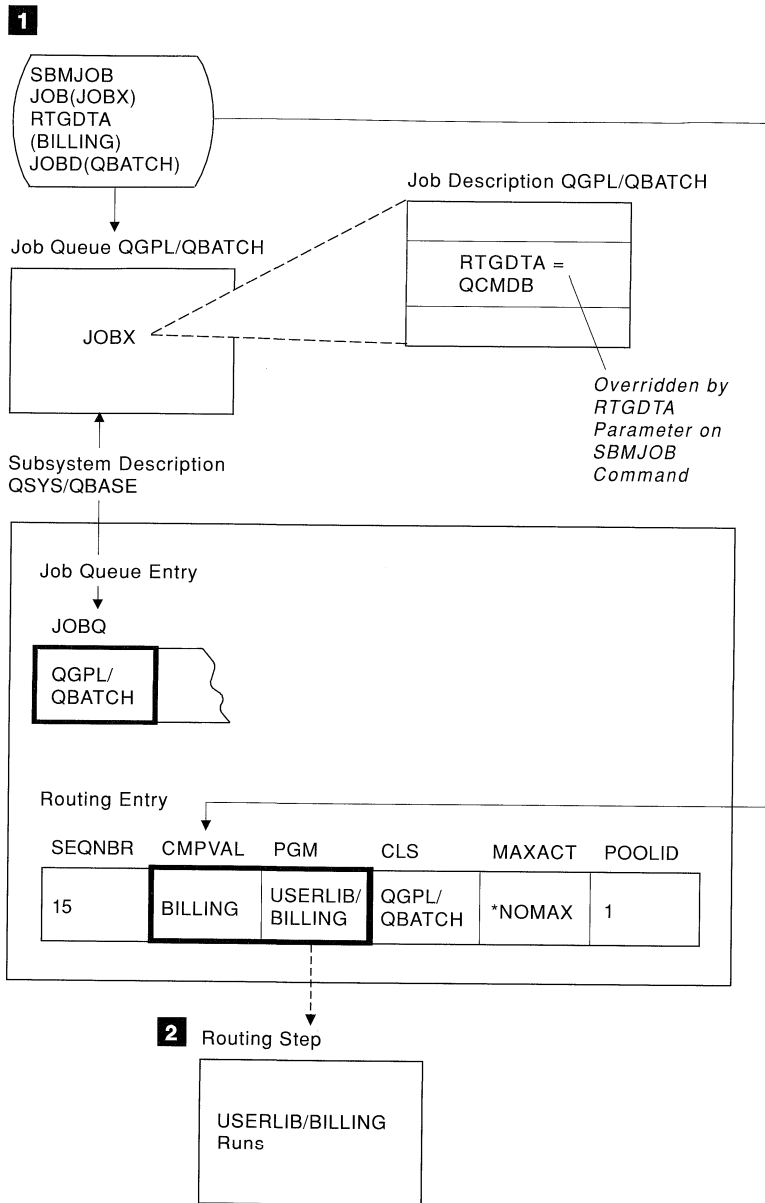 1
SBMJOB
JOB(JOBX)
RTGDTA
(BILLING)
JOBD(QBATCH)
Job Description QGPL/QBATCH
RTGDTA =
QCMDB
Job Queue QGPL/QBATCH
JOBX
Overridden by
RTGDTA
Parameter on
SBMJOB
Command
Subsystem Description
QSYS/QBASE
Job Queue Entry
JOBQ
QGPL/
QBATCH
Routing Entry
SEQNBR CMPVAL PGM CLS MAXACT POOLID
15 BILLING USERLIB/ QGPL/ *NOMAX 1
BILLING QBATCH
2 Routing Step
USERLIB/BILLING
Runs